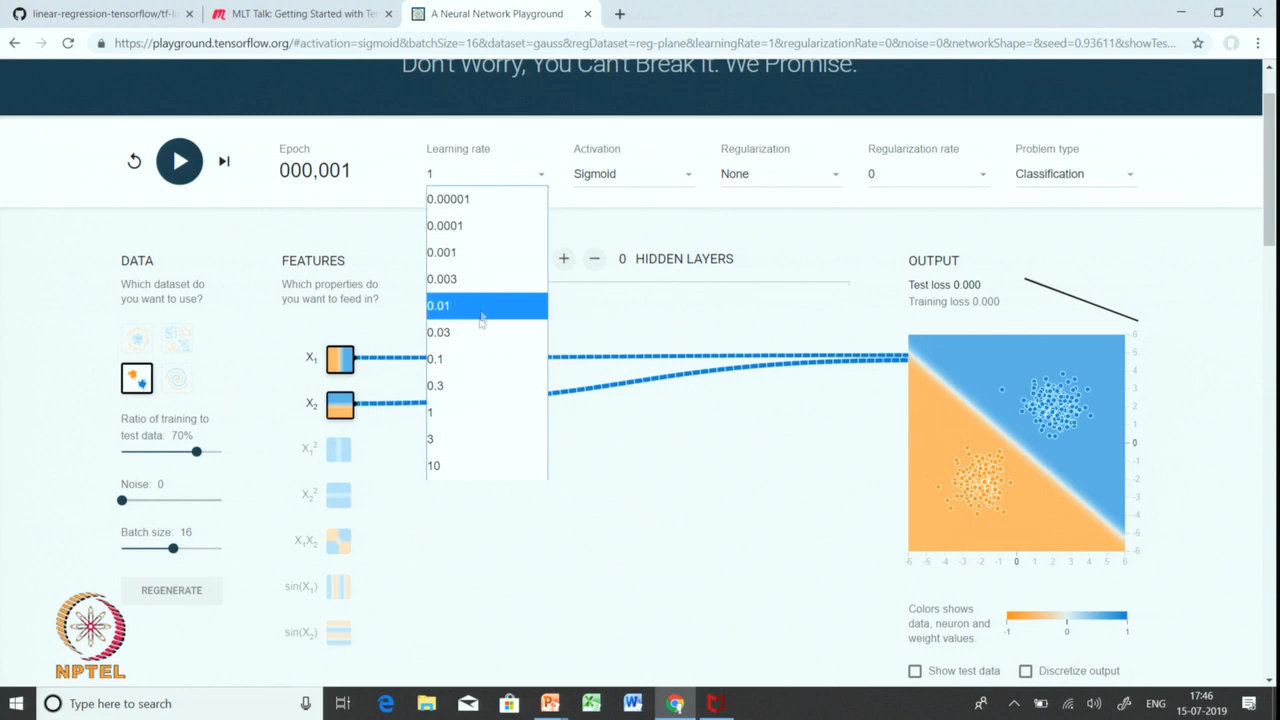 linear-regression-tensorflow/tf-li
MLT Talk: Getting Started with Te
A Neural Network Playground
https://playground.tensorflow.org/#activation=sigmoid&batchSize=16&dataset=gauss&regDataset=reg-plane&learningRate=1&regularizationRate=0&noise=0&networkShape=&seed=0.93611&showTes...
Don't Worry, You Can't Break It. We Promise.
Epoch
000,001
Learning rate
1
Activation
Sigmoid
Regularization
None
Regularization rate
0
Problem type
Classification
0.00001
0.0001
0.001
0.003
0.01
0.03
0.1
0.3
1
3
10
DATA
Which dataset do
you want to use?
Ratio of training to
test data: 70%
Noise: 0
Batch size: 16
REGENERATE
FEATURES
Which properties do
you want to feed in?
X₁
X₂
X₁²
X₂²
X₁X₂
sin(X₁)
sin(X₂)
+ − 0 HIDDEN LAYERS
OUTPUT
Test loss 0.000
Training loss 0.000
6
5
4
3
2
1
0
-1
-2
-3
-4
-5
-6
-6 -5 -4 -3 -2 -1 0 1 2 3 4 5 6
Colors shows
data, neuron and
weight values.
-1 0 1
Show test data
Discretize output
NPTEL
Type here to search
ENG
17:46
15-07-2019